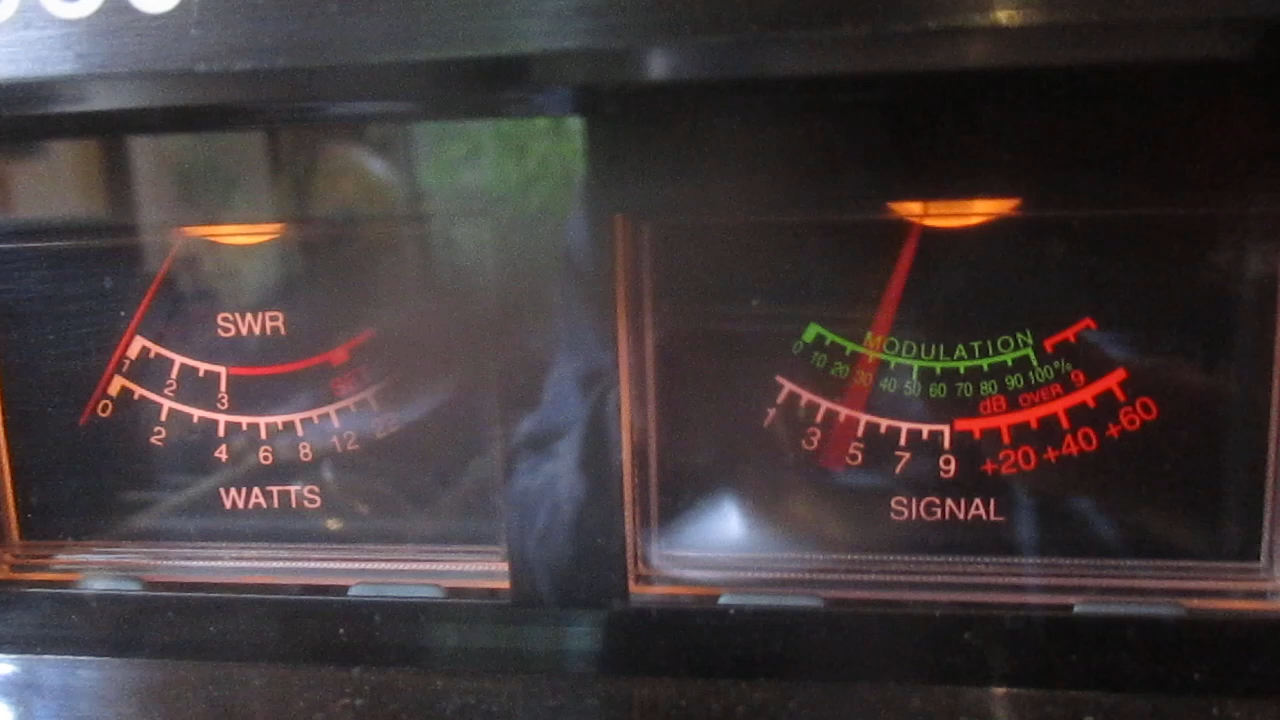 SWR
1 2 3
SET
0 2 4 6 8 12
WATTS
MODULATION
0 10 20 30 40 50 60 70 80 90 100%
dB OVER 9
1 3 5 7 9 +20 +40 +60
SIGNAL